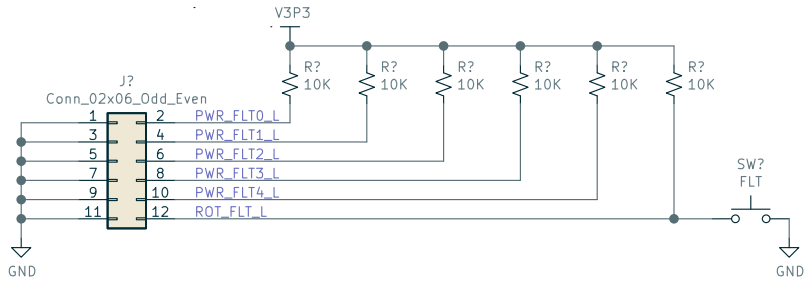 V3P3
R? R? R? R? R? R?
10K 10K 10K 10K 10K 10K
J?
Conn_02x06_Odd_Even
1 2 PWR_FLT0_L
3 4 PWR_FLT1_L
5 6 PWR_FLT2_L
7 8 PWR_FLT3_L
9 10 PWR_FLT4_L
11 12 ROT_FLT_L
SW?
FLT
GND GND